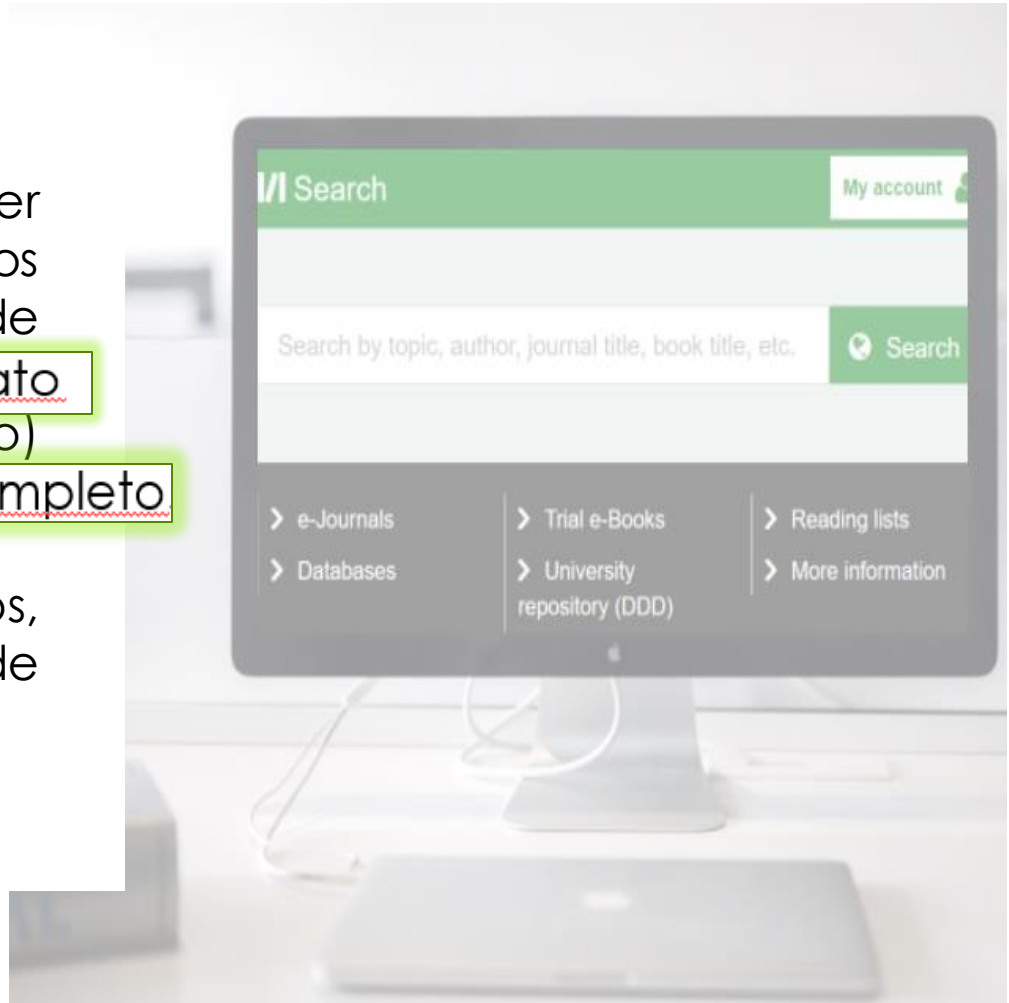 er
os
de
ato
o)
mpleto.
os,
de
Search
My account
Search by topic, author, journal title, book title, etc.
Search
e-Journals
Databases
Trial e-Books
University
repository (DDD)
Reading lists
More information